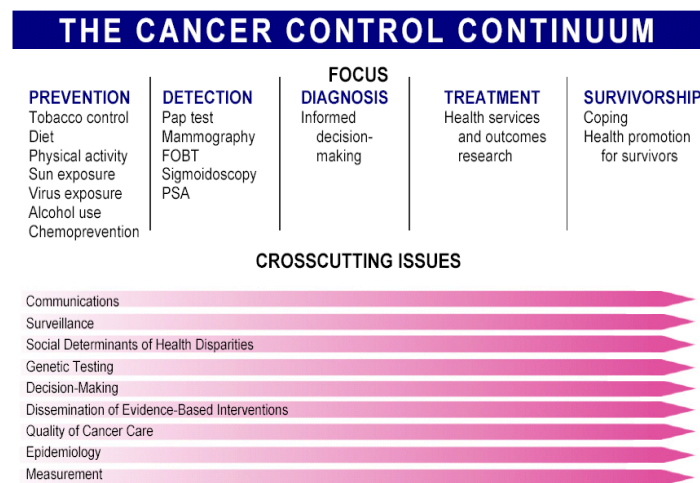 THE CANCER CONTROL CONTINUUM
FOCUS
PREVENTION
Tobacco control
Diet
Physical activity
Sun exposure
Virus exposure
Alcohol use
Chemoprevention
DETECTION
Pap test
Mammography
FOBT
Sigmoidoscopy
PSA
DIAGNOSIS
Informed
decision-
making
TREATMENT
Health services
and outcomes
research
SURVIVORSHIP
Coping
Health promotion
for survivors
CROSSCUTTING ISSUES
Communications
Surveillance
Social Determinants of Health Disparities
Genetic Testing
Decision-Making
Dissemination of Evidence-Based Interventions
Quality of Cancer Care
Epidemiology
Measurement